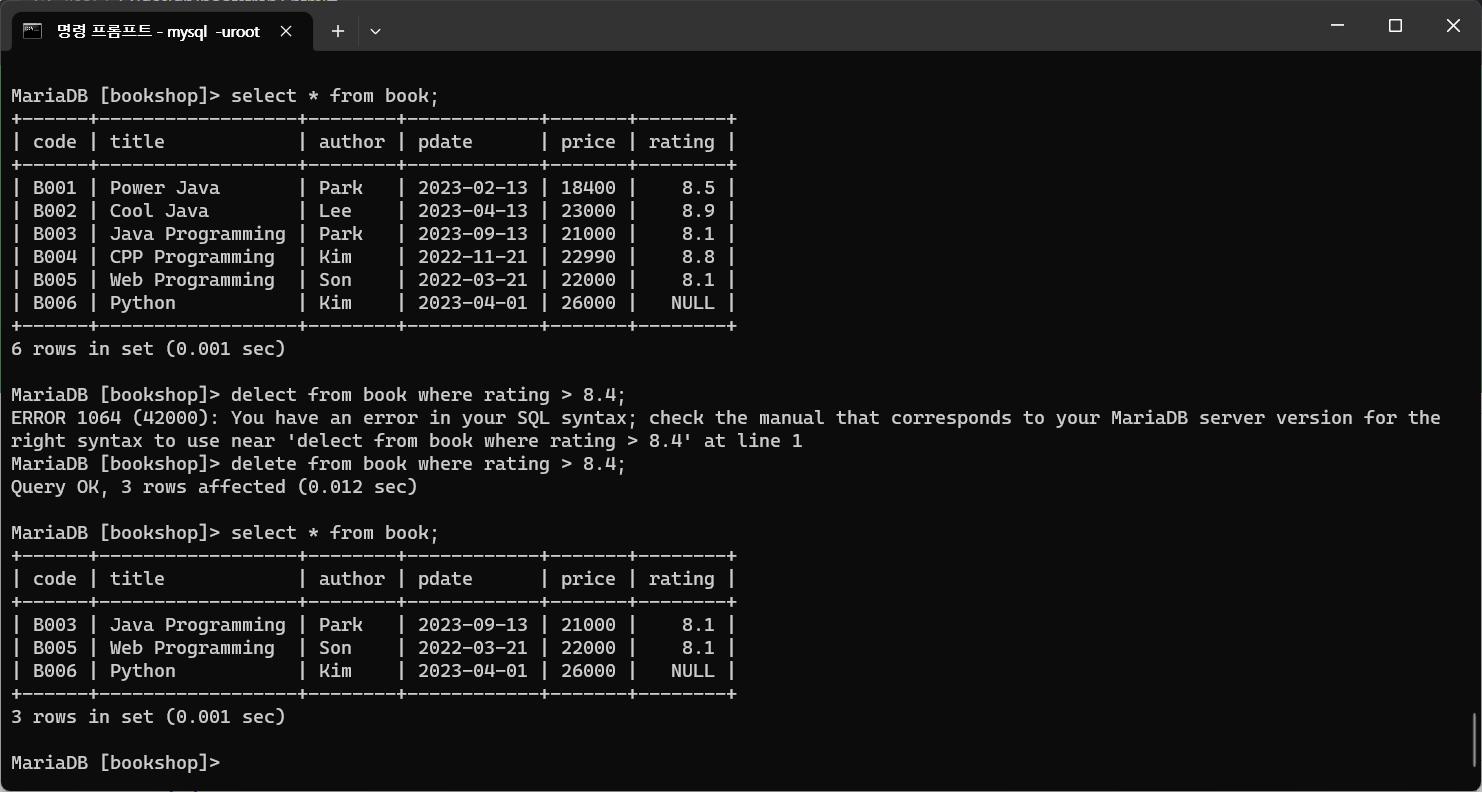 명령 프롬프트 - mysql -uroot
MariaDB [bookshop]> select * from book;
+------+------------------+--------+------------+-------+--------+
| code | title            | author | pdate      | price | rating |
+------+------------------+--------+------------+-------+--------+
| B001 | Power Java       | Park   | 2023-02-13 | 18400 |    8.5 |
| B002 | Cool Java        | Lee    | 2023-04-13 | 23000 |    8.9 |
| B003 | Java Programming | Park   | 2023-09-13 | 21000 |    8.1 |
| B004 | CPP Programming  | Kim    | 2022-11-21 | 22990 |    8.8 |
| B005 | Web Programming  | Son    | 2022-03-21 | 22000 |    8.1 |
| B006 | Python           | Kim    | 2023-04-01 | 26000 |   NULL |
+------+------------------+--------+------------+-------+--------+
6 rows in set (0.001 sec)
MariaDB [bookshop]> delect from book where rating > 8.4;
ERROR 1064 (42000): You have an error in your SQL syntax; check the manual that corresponds to your MariaDB server version for the
right syntax to use near 'delect from book where rating > 8.4' at line 1
MariaDB [bookshop]> delete from book where rating > 8.4;
Query OK, 3 rows affected (0.012 sec)
MariaDB [bookshop]> select * from book;
+------+------------------+--------+------------+-------+--------+
| code | title            | author | pdate      | price | rating |
+------+------------------+--------+------------+-------+--------+
| B003 | Java Programming | Park   | 2023-09-13 | 21000 |    8.1 |
| B005 | Web Programming  | Son    | 2022-03-21 | 22000 |    8.1 |
| B006 | Python           | Kim    | 2023-04-01 | 26000 |   NULL |
+------+------------------+--------+------------+-------+--------+
3 rows in set (0.001 sec)
MariaDB [bookshop]>